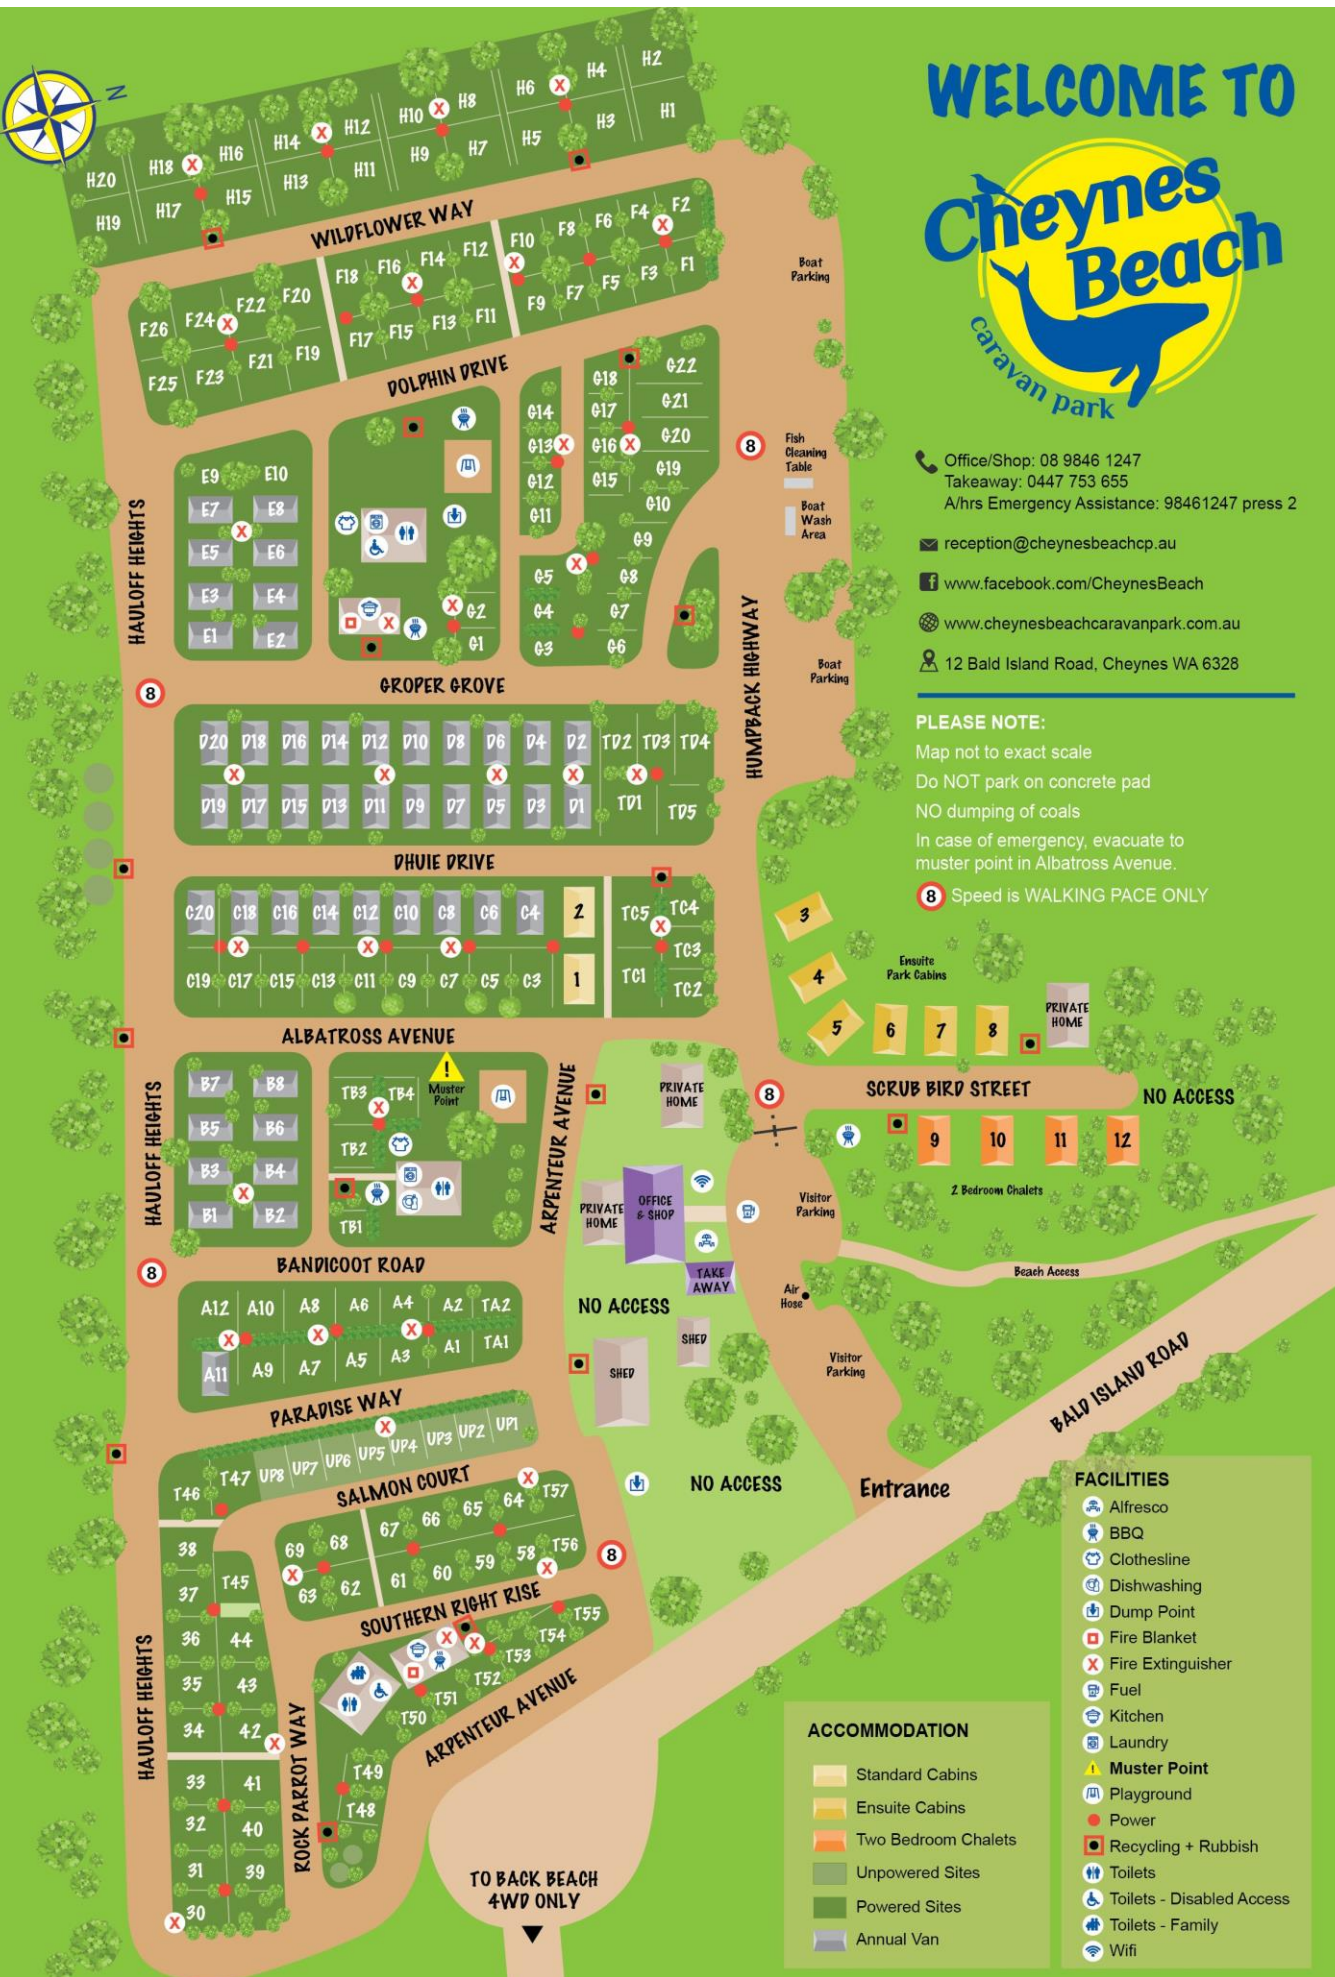 WELCOME TO
Cheynes
Beach
caravan park
Office/Shop: 08 9846 1247
Takeaway: 0447 753 655
A/hrs Emergency Assistance: 98461247 press 2
reception@cheynesbeachcp.au
www.facebook.com/CheynesBeach
www.cheynesbeachcaravanpark.com.au
12 Bald Island Road, Cheynes WA 6328
PLEASE NOTE:
Map not to exact scale
Do NOT park on concrete pad
NO dumping of coals
In case of emergency, evacuate to
muster point in Albatross Avenue.
8 Speed is WALKING PACE ONLY
N
H20 H18 H16 H14 H12 H10 H8 H6 H4 H2
H19 H17 H15 H13 H11 H9 H7 H5 H3 H1
WILDFLOWER WAY
F26 F24 F22 F20 F18 F16 F14 F12 F10 F8 F6 F4 F2
F25 F23 F21 F19 F17 F15 F13 F11 F9 F7 F5 F3 F1
Boat
Parking
DOLPHIN DRIVE
G14 G18 G22
G17 G21
G13 G16 G20
G12 G15 G19
G11 G10
G9
G5 G8
G2 G4 G7
G1 G3 G6
8
Fish
Cleaning
Table
Boat
Wash
Area
E9 E10
E7 E8
E5 E6
E3 E4
E1 E2
HAULOFF HEIGHTS
8
GROPER GROVE
HUMPBACK HIGHWAY
Boat
Parking
D20 D18 D16 D14 D12 D10 D8 D6 D4 D2 TD2 TD3 TD4
D19 D17 D15 D13 D11 D9 D7 D5 D3 D1 TD1 TD5
DHUIE DRIVE
C20 C18 C16 C14 C12 C10 C8 C6 C4 2 TC5 TC4
TC3
C19 C17 C15 C13 C11 C9 C7 C5 C3 1 TC1 TC2
3
4
5 6 7 8
Ensuite
Park Cabins
PRIVATE
HOME
ALBATROSS AVENUE
SCRUB BIRD STREET
NO ACCESS
8
9 10 11 12
2 Bedroom Chalets
B7 B8
B5 B6
B3 B4
B1 B2
HAULOFF HEIGHTS
TB3 TB4
TB2
TB1
!
Muster
Point
ARPENTEUR AVENUE
PRIVATE
HOME
PRIVATE
HOME
OFFICE
& SHOP
TAKE
AWAY
Visitor
Parking
Beach Access
Air
Hose
Visitor
Parking
8
BANDICOOT ROAD
NO ACCESS
SHED
SHED
A12 A10 A8 A6 A4 A2 TA2
A11 A9 A7 A5 A3 A1 TA1
PARADISE WAY
UP8 UP7 UP6 UP5 UP4 UP3 UP2 UP1
T46 T47
SALMON COURT
NO ACCESS
Entrance
BALD ISLAND ROAD
69 68 67 66 65 64 T57
63 62 61 60 59 58 T56
8
SOUTHERN RIGHT RISE
38
37 T45
36 44
35 43
34 42
33 41
32 40
31 39
30
HAULOFF HEIGHTS
ROCK PARROT WAY
T55
T54
T53
T52
T51
T50
T49
T48
ARPENTEUR AVENUE
TO BACK BEACH
4WD ONLY
ACCOMMODATION
Standard Cabins
Ensuite Cabins
Two Bedroom Chalets
Unpowered Sites
Powered Sites
Annual Van
FACILITIES
Alfresco
BBQ
Clothesline
Dishwashing
Dump Point
Fire Blanket
X Fire Extinguisher
Fuel
Kitchen
Laundry
! Muster Point
Playground
Power
Recycling + Rubbish
Toilets
Toilets - Disabled Access
Toilets - Family
Wifi